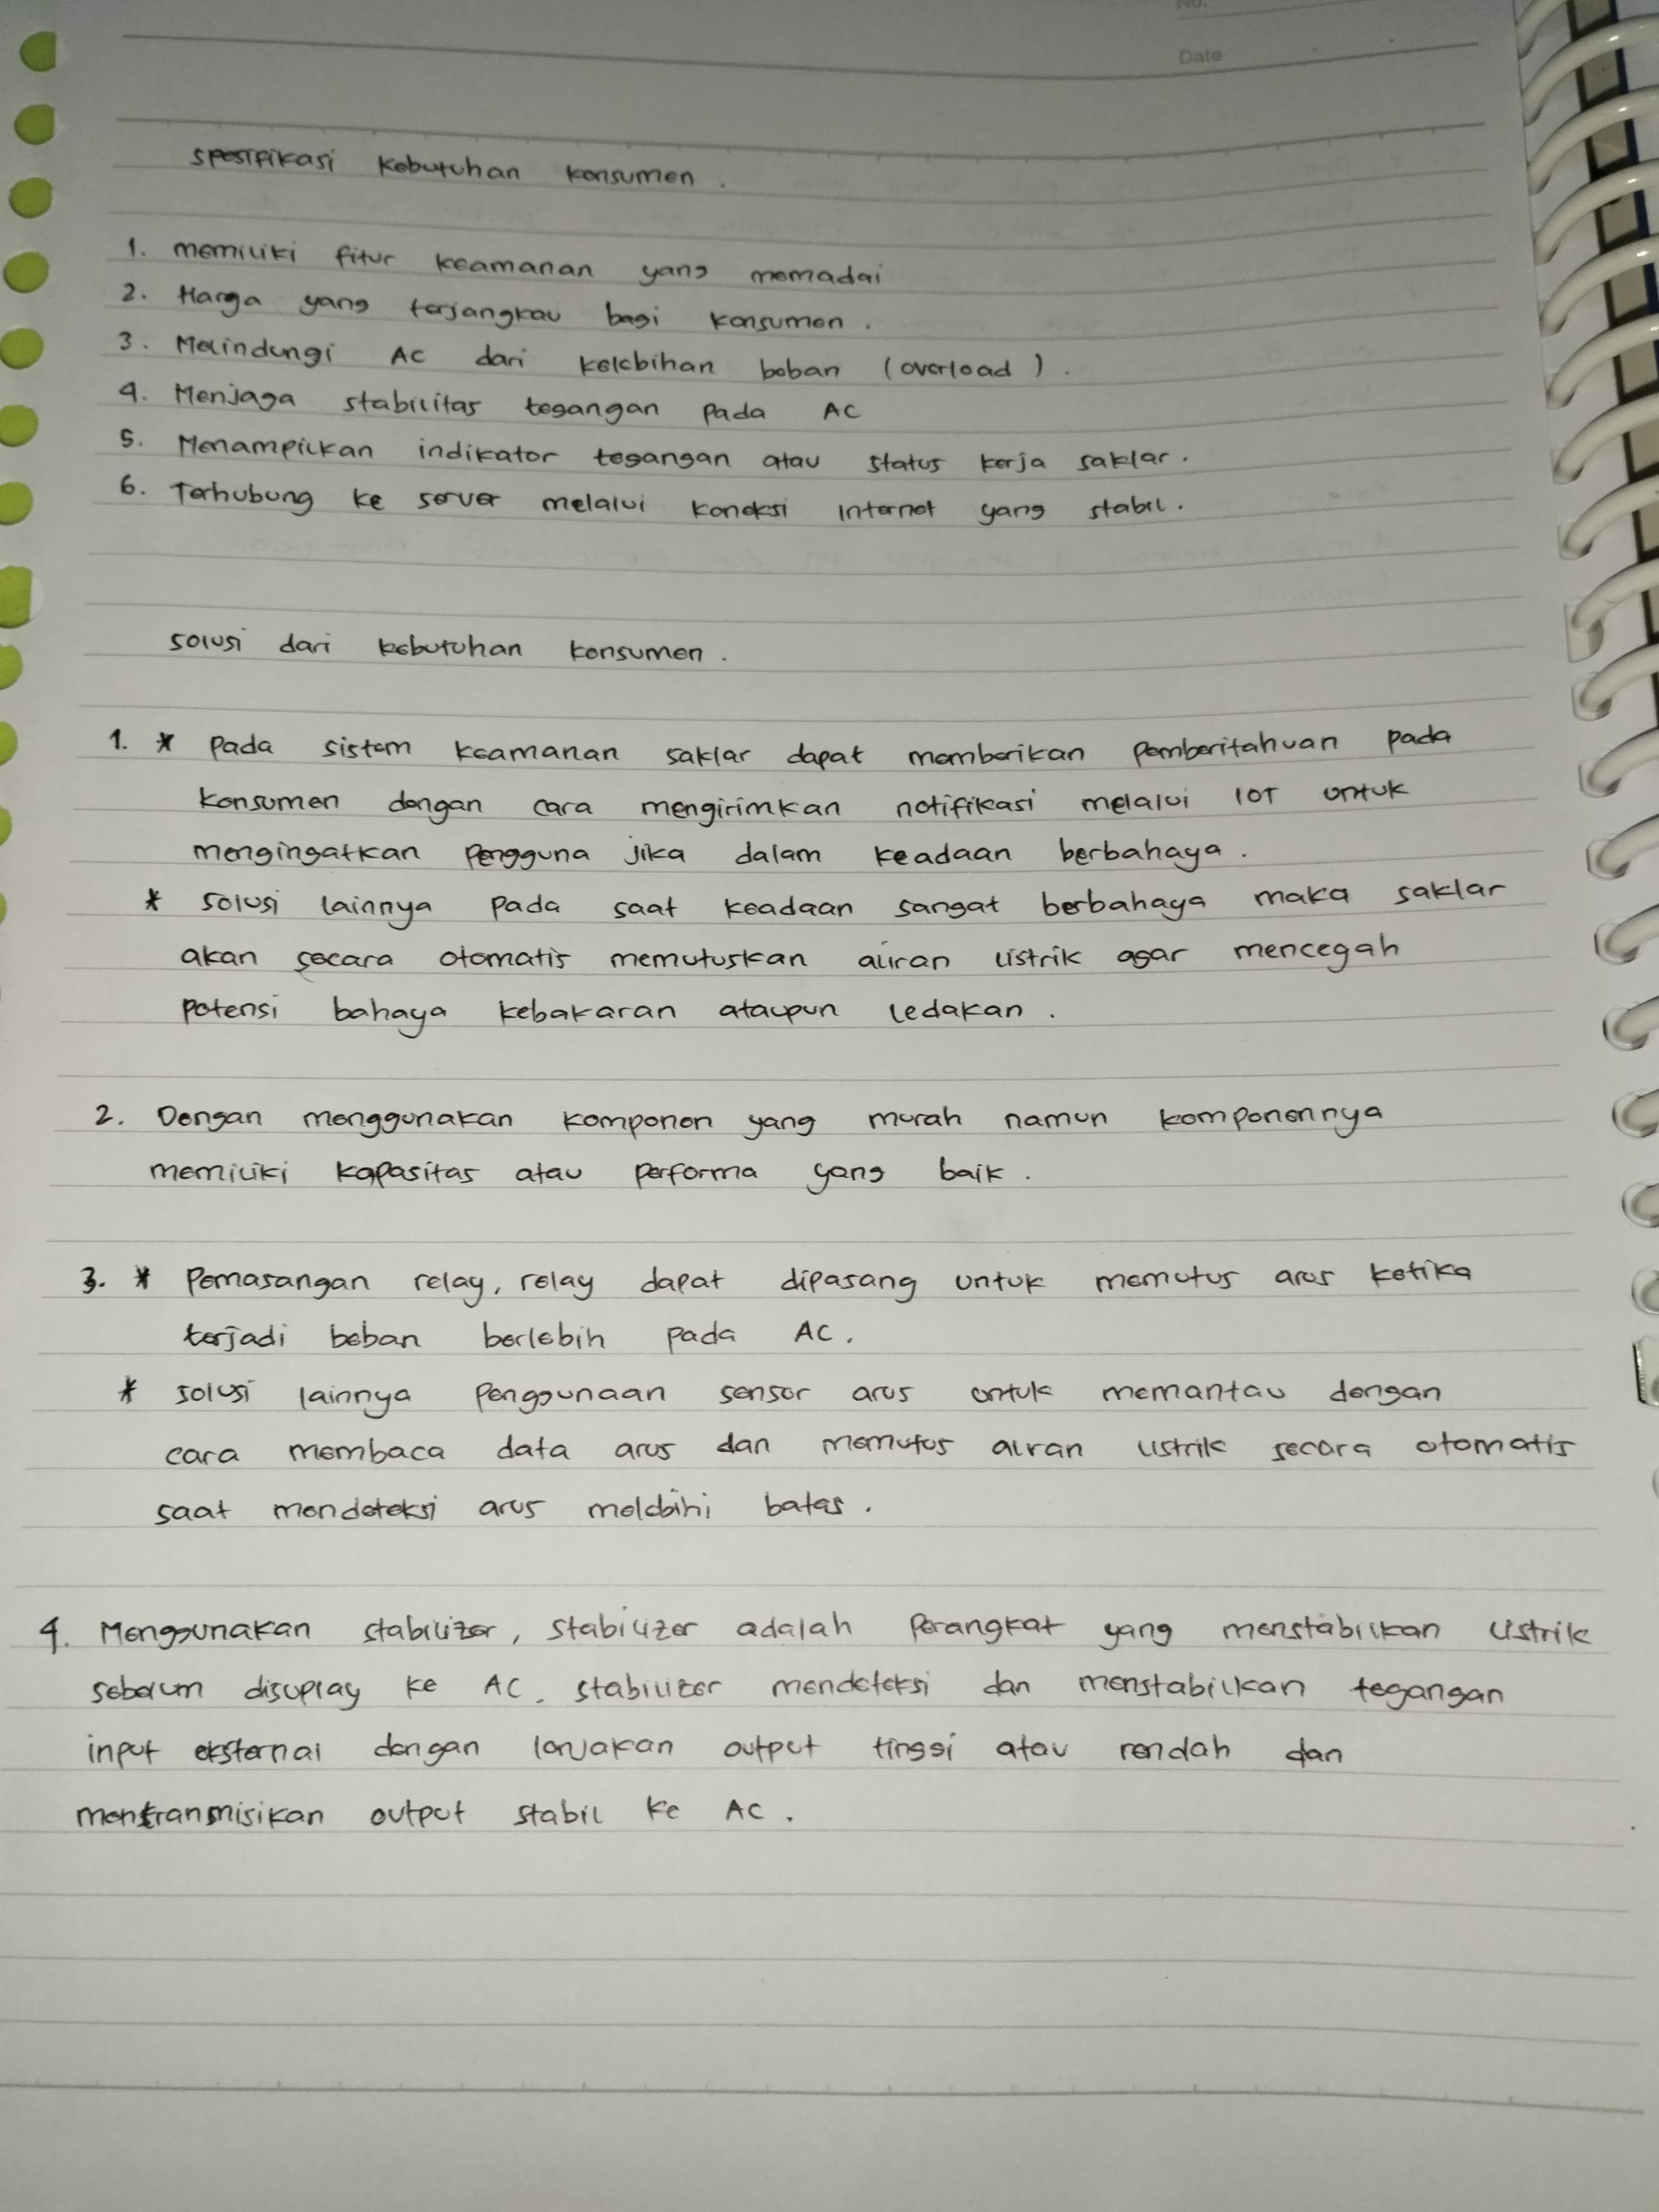 No.
Date
spesifikasi kebutuhan konsumen.
1. memiliki fitur keamanan yang memadai
2. Harga yang terjangkau bagi konsumen.
3. Melindungi AC dari kelebihan beban (overload).
4. Menjaga stabilitas tegangan pada AC
5. Menampilkan indikator tegangan atau status kerja saklar.
6. Terhubung ke server melalui koneksi Internet yang stabil.
solusi dari kebutuhan konsumen.
1. * pada sistem keamanan saklar dapat memberikan pemberitahuan pada
konsumen dengan cara mengirimkan notifikasi melalui IOT untuk
mengingatkan pengguna jika dalam keadaan berbahaya.
* solusi lainnya pada saat keadaan sangat berbahaya maka saklar
akan secara otomatis memutuskan aliran listrik agar mencegah
potensi bahaya kebakaran ataupun ledakan.
2. Dengan menggunakan komponen yang murah namun komponennya
memiliki kapasitas atau performa yang baik.
3. * Pemasangan relay, relay dapat dipasang untuk memutus arus ketika
terjadi beban berlebih pada AC.
* solusi lainnya penggunaan sensor arus untuk memantau dengan
cara membaca data arus dan memutus aliran listrik secara otomatis
saat mendeteksi arus melebihi batas.
4. Menggunakan stabilizer, stabilizer adalah perangkat yang menstabilkan listrik
sebelum disuplay ke AC, stabilizer mendeteksi dan menstabilkan tegangan
input eksternal dengan lonjakan output tinggi atau rendah dan
mentransmisikan output stabil ke AC.